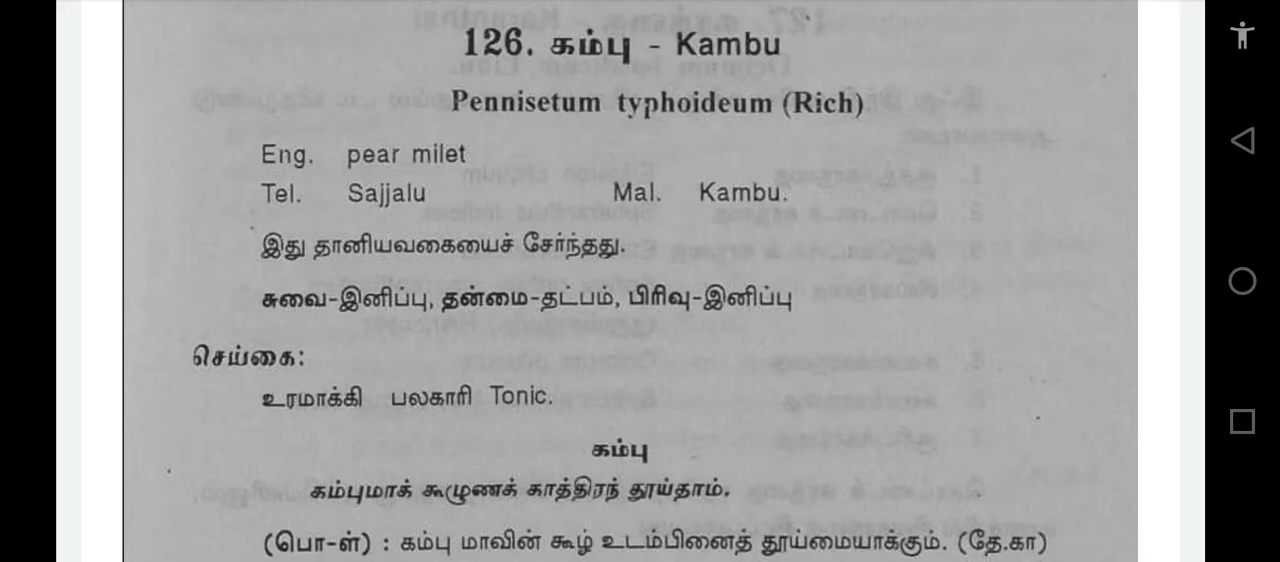 126. கம்பு - Kambu
Pennisetum typhoideum (Rich)
Eng. pear milet
Tel. Sajjalu Mal. Kambu.
இது தானியவகையைச் சேர்ந்தது.
சுவை-இனிப்பு, தன்மை-தட்பம், பிரிவு-இனிப்பு
செய்கை:
உரமாக்கி பலகாரி Tonic.
கம்பு
கம்புமாக் கூழுணக் காத்திரந் தூய்தாம்.
(பொ-ள்) : கம்பு மாவின் கூழ் உடம்பினைத் தூய்மையாக்கும். (தே.கா)